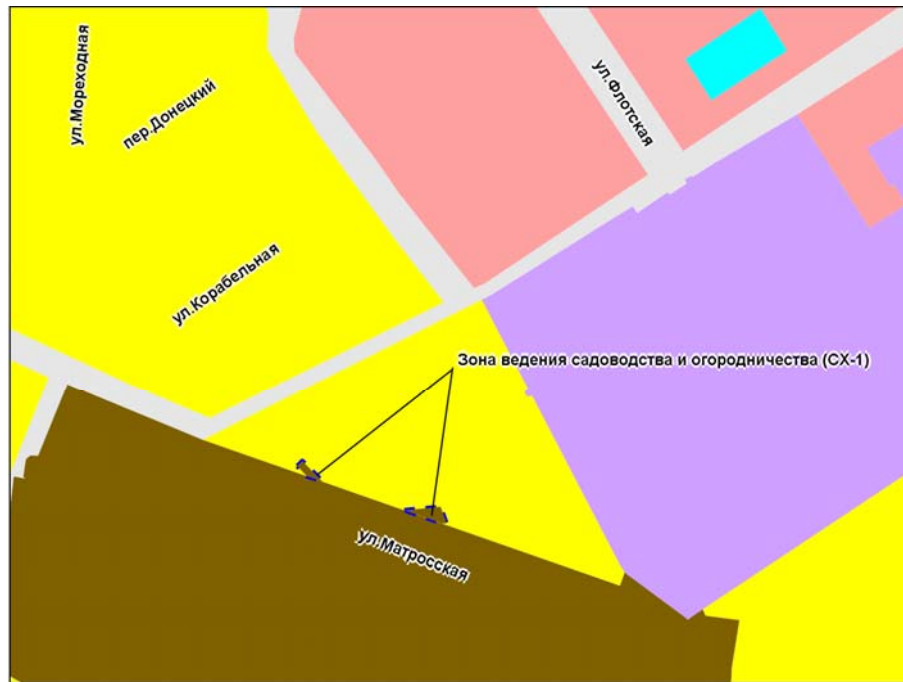 ул.Мореходная
пер.Донецкий
ул.Флотская
ул.Корабельная
Зона ведения садоводства и огородничества (СХ-1)
ул.Матросская